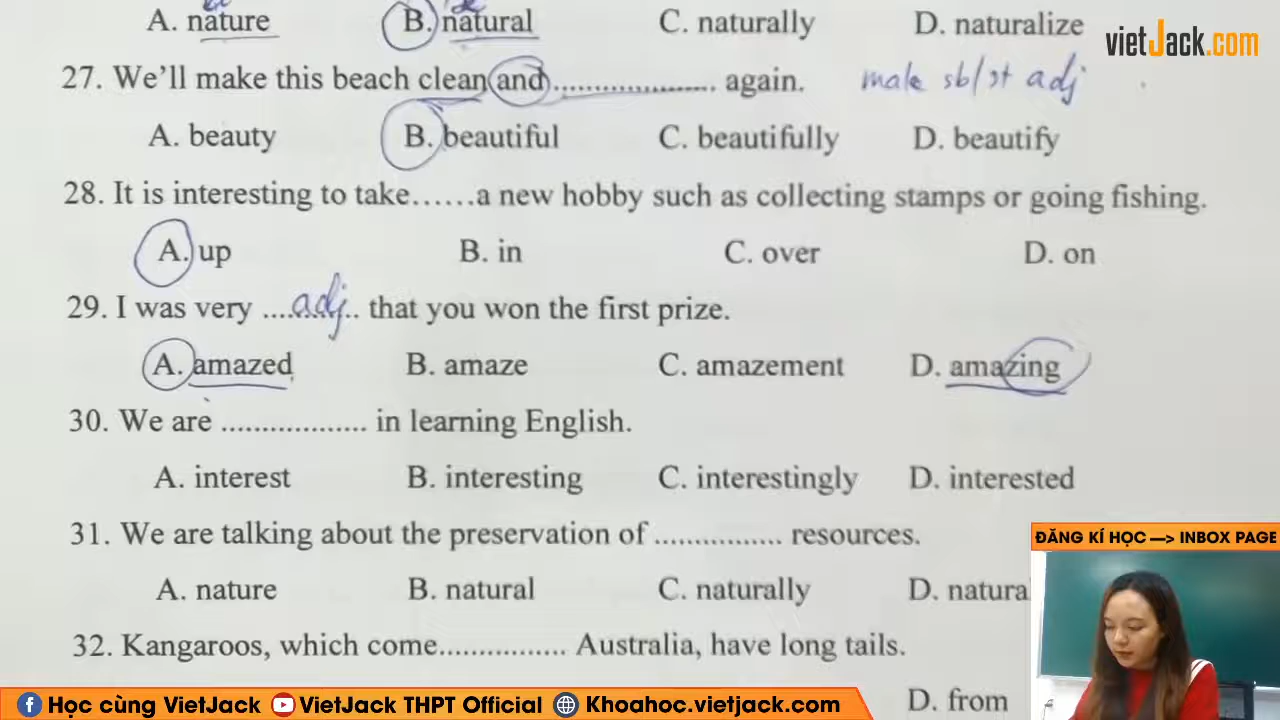 A. nature B. natural C. naturally D. naturalize
vietJack.com
27. We'll make this beach clean and .................... again. make sb/st adj
A. beauty B. beautiful C. beautifully D. beautify
28. It is interesting to take……a new hobby such as collecting stamps or going fishing.
A. up B. in C. over D. on
29. I was very ....adj.. that you won the first prize.
A. amazed B. amaze C. amazement D. amazing
30. We are .................. in learning English.
A. interest B. interesting C. interestingly D. interested
31. We are talking about the preservation of ................ resources.
A. nature B. natural C. naturally D. natura
32. Kangaroos, which come................ Australia, have long tails.
D. from
ĐĂNG KÍ HỌC —> INBOX PAGE
Học cùng VietJack VietJack THPT Official Khoahoc.vietjack.com